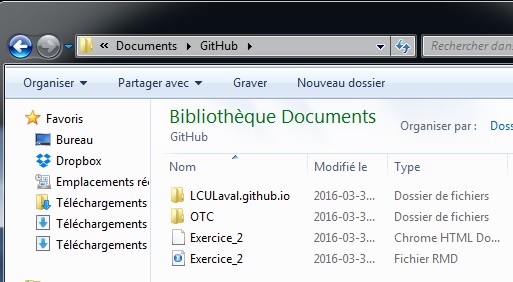 « Documents GitHub
Rechercher dan.
Organiser Partager avec Graver Nouveau dossier
Favoris
Bureau
Dropbox
Emplacements ré
Téléchargements
Téléchargements
Téléchargements
Bibliothèque Documents
GitHub
Organiser par : Doss
Nom Modifié le Type
LCULaval.github.io 2016-03-3... Dossier de fichiers
OTC 2016-03-3... Dossier de fichiers
Exercice_2 2016-03-3... Chrome HTML Do...
Exercice_2 2016-03-3... Fichier RMD